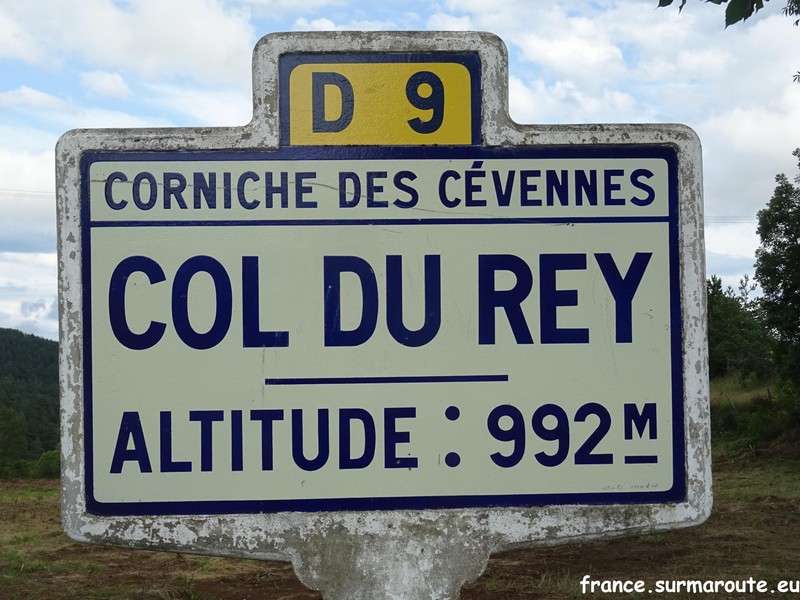 D 9
CORNICHE DES CÉVENNES
COL DU REY
ALTITUDE : 992M
france.surmaroute.eu